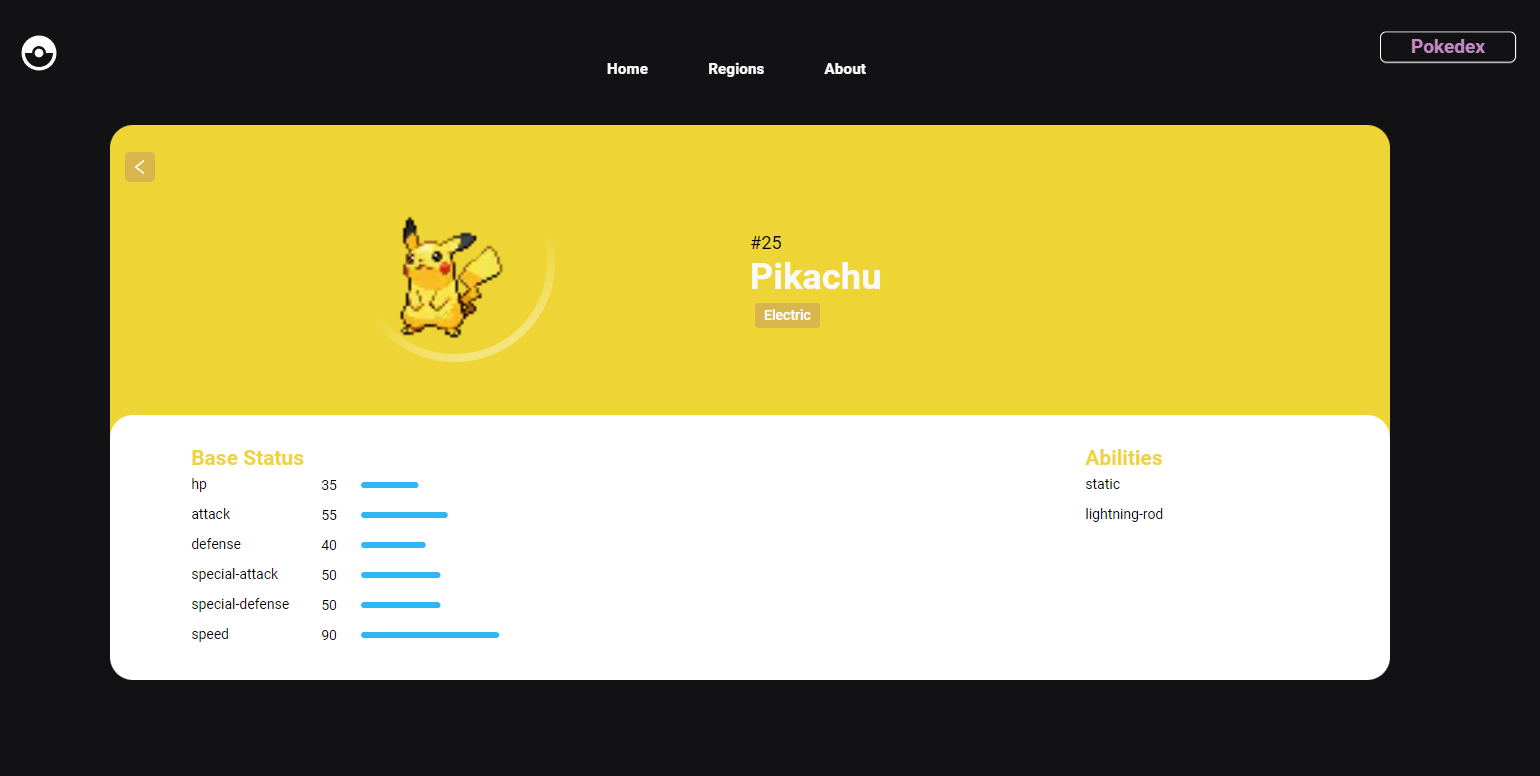 Home Regions About
Pokedex
#25
Pikachu
Electric
Base Status
hp 35
attack 55
defense 40
special-attack 50
special-defense 50
speed 90
Abilities
static
lightning-rod